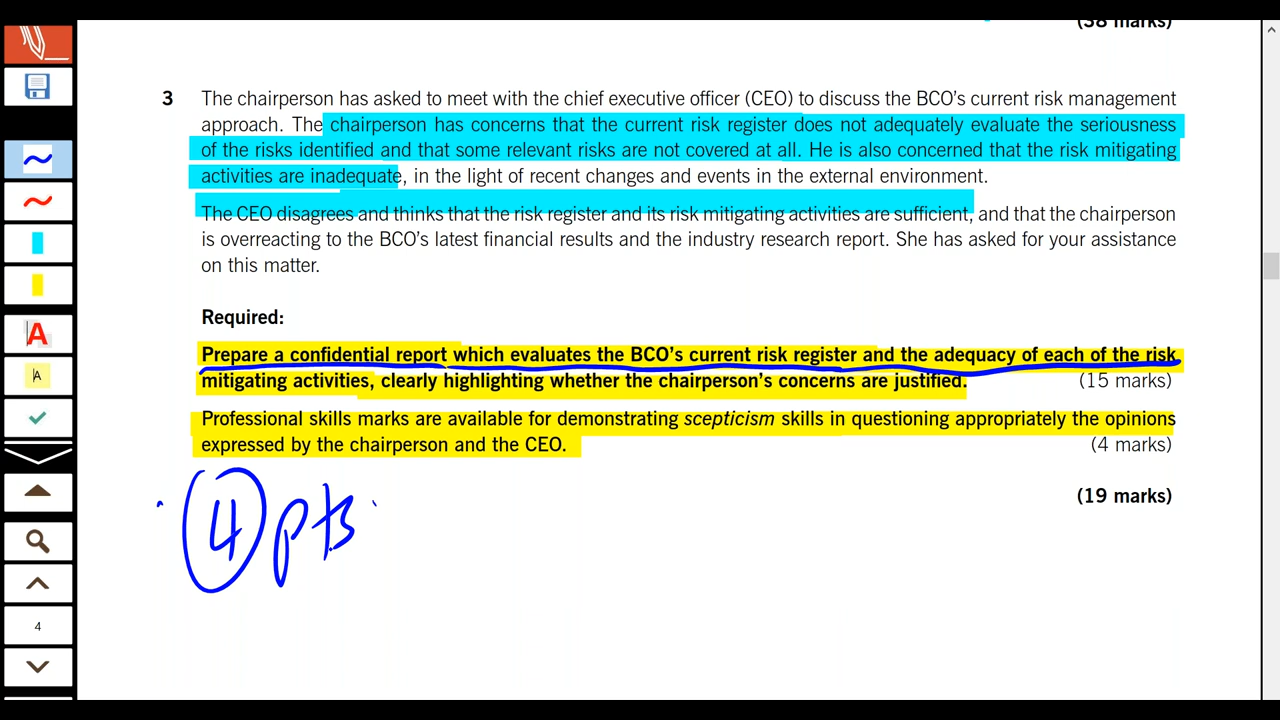 (38 marks)
3 The chairperson has asked to meet with the chief executive officer (CEO) to discuss the BCO's current risk management
approach. The chairperson has concerns that the current risk register does not adequately evaluate the seriousness
of the risks identified and that some relevant risks are not covered at all. He is also concerned that the risk mitigating
activities are inadequate, in the light of recent changes and events in the external environment.
The CEO disagrees and thinks that the risk register and its risk mitigating activities are sufficient, and that the chairperson
is overreacting to the BCO's latest financial results and the industry research report. She has asked for your assistance
on this matter.
Required:
Prepare a confidential report which evaluates the BCO's current risk register and the adequacy of each of the risk
mitigating activities, clearly highlighting whether the chairperson's concerns are justified. (15 marks)
Professional skills marks are available for demonstrating scepticism skills in questioning appropriately the opinions
expressed by the chairperson and the CEO. (4 marks)
(19 marks)
4 pts
A
A
4